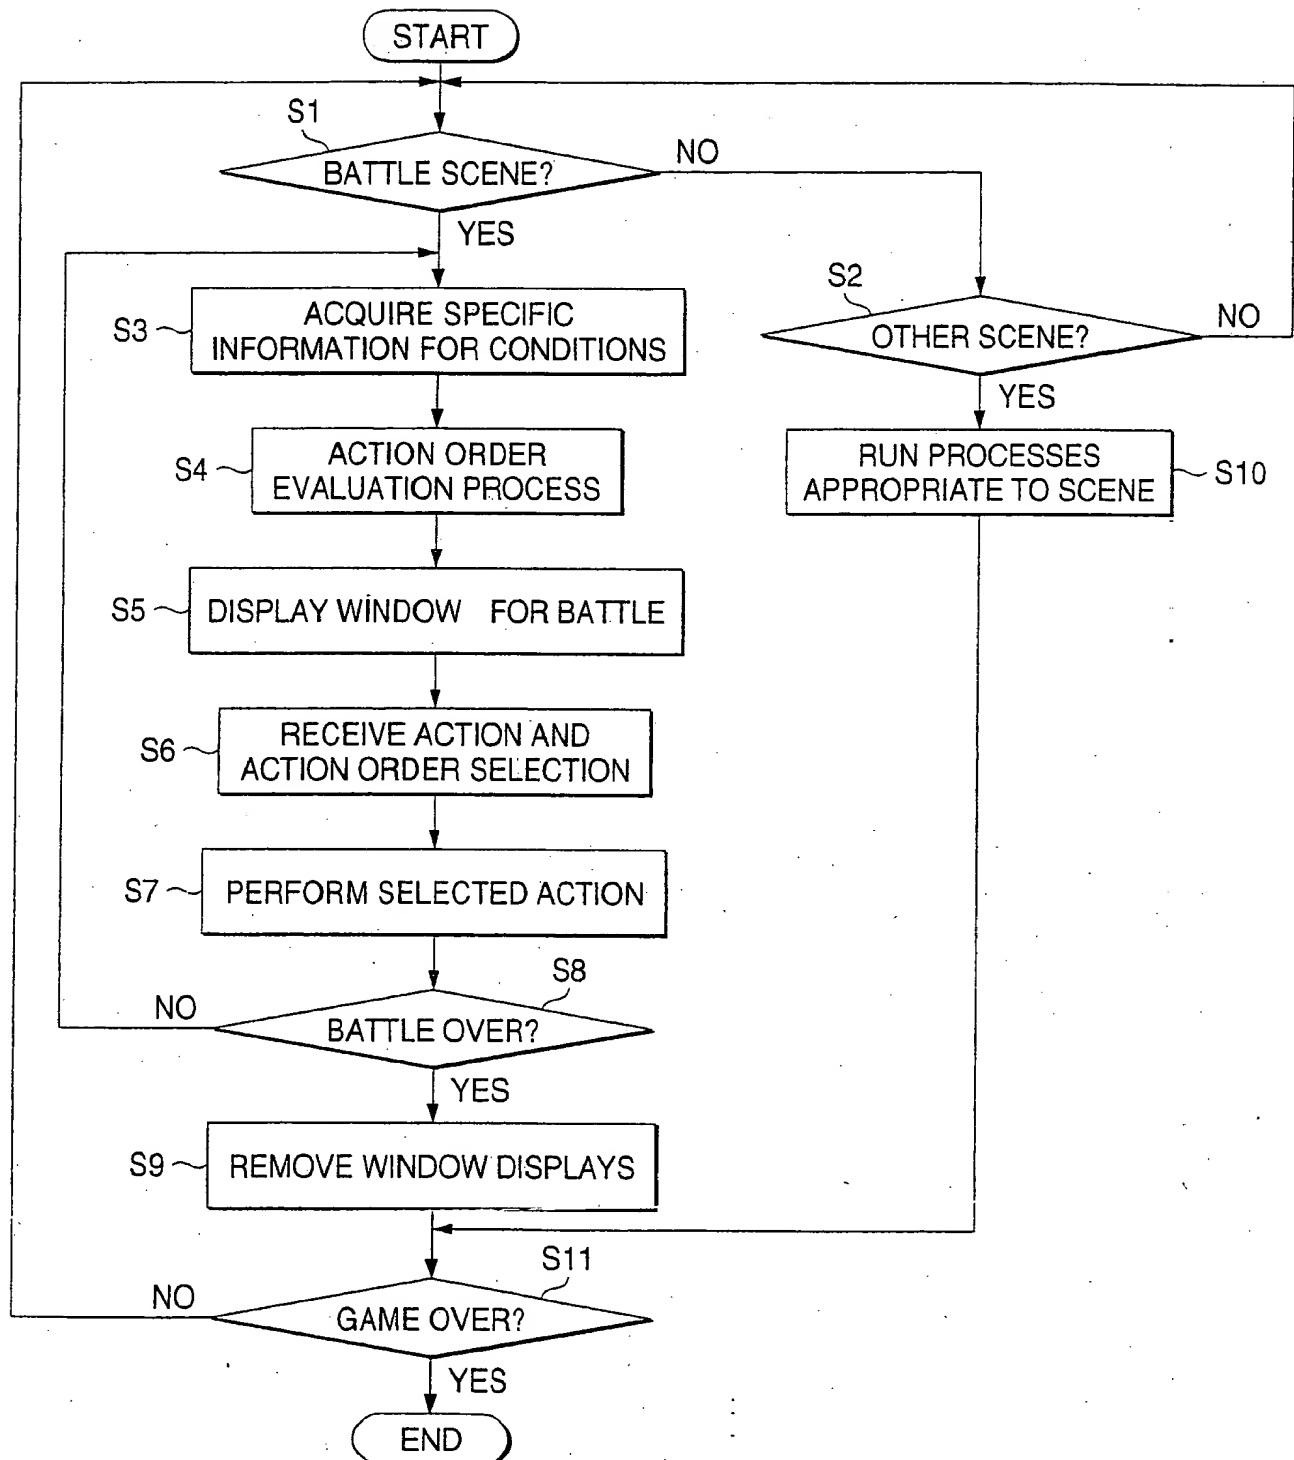 START
S1
BATTLE SCENE?
NO
YES
S2
OTHER SCENE?
NO
YES
S3
ACQUIRE SPECIFIC
INFORMATION FOR CONDITIONS
S4
ACTION ORDER
EVALUATION PROCESS
RUN PROCESSES
APPROPRIATE TO SCENE
S10
S5
DISPLAY WINDOW FOR BATTLE
S6
RECEIVE ACTION AND
ACTION ORDER SELECTION
S7
PERFORM SELECTED ACTION
S8
NO
BATTLE OVER?
YES
S9
REMOVE WINDOW DISPLAYS
S11
NO
GAME OVER?
YES
END